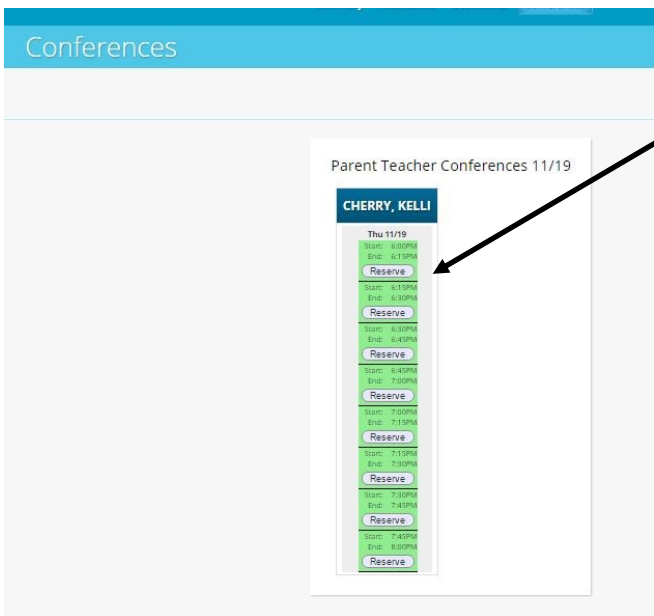 Conferences
Parent Teacher Conferences 11/19
CHERRY, KELLI
Thu 11/19
Start: 6:00PM
End: 6:15PM
Reserve
Start: 6:15PM
End: 6:30PM
Reserve
Start: 6:30PM
End: 6:45PM
Reserve
Start: 6:45PM
End: 7:00PM
Reserve
Start: 7:00PM
End: 7:15PM
Reserve
Start: 7:15PM
End: 7:30PM
Reserve
Start: 7:30PM
End: 7:45PM
Reserve
Start: 7:45PM
End: 8:00PM
Reserve